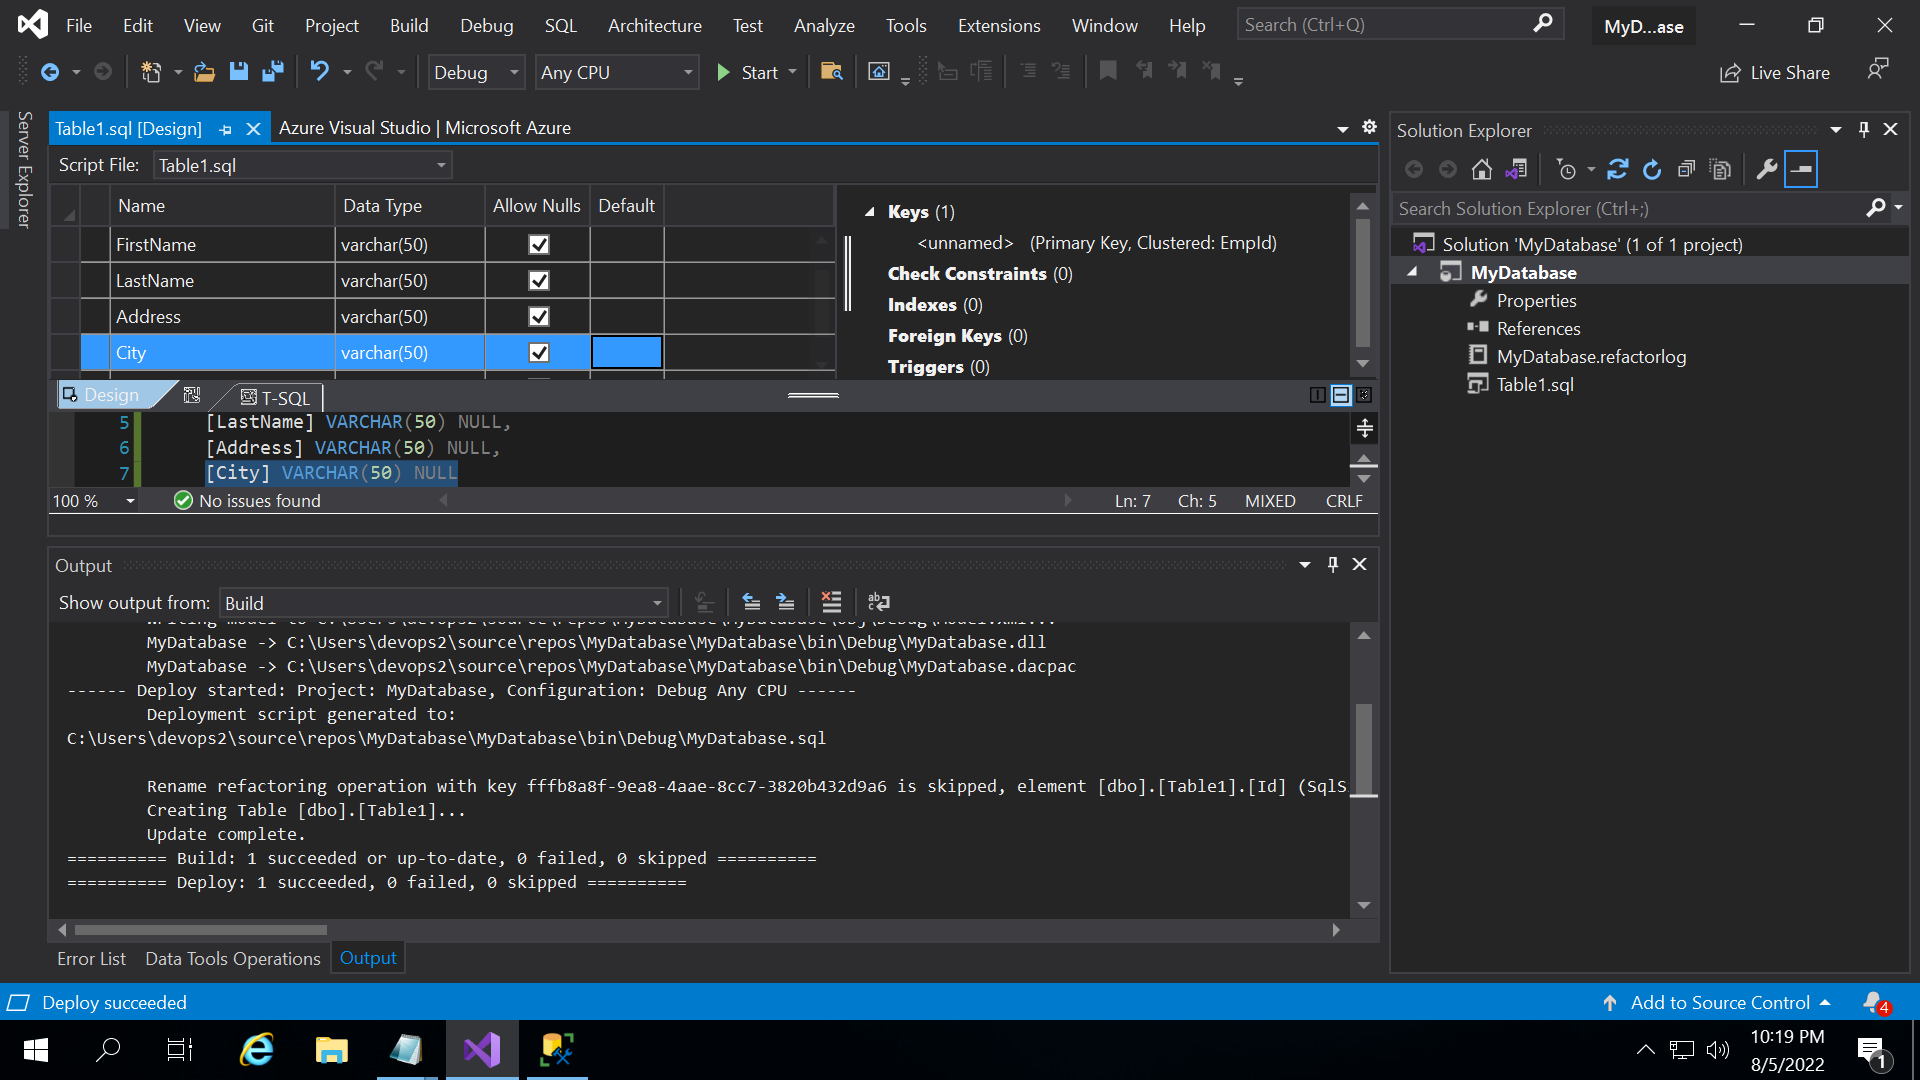 File Edit View Git Project Build Debug SQL Architecture Test Analyze Tools Extensions Window Help Search (Ctrl+Q) MyD...ase
Debug Any CPU Start Live Share
Server Explorer
Table1.sql [Design] Azure Visual Studio | Microsoft Azure
Script File: Table1.sql
Name Data Type Allow Nulls Default
FirstName varchar(50)
LastName varchar(50)
Address varchar(50)
City varchar(50)
Keys (1)
<unnamed> (Primary Key, Clustered: EmpId)
Check Constraints (0)
Indexes (0)
Foreign Keys (0)
Triggers (0)
Design T-SQL
5 [LastName] VARCHAR(50) NULL,
6 [Address] VARCHAR(50) NULL,
7 [City] VARCHAR(50) NULL
100 % No issues found Ln: 7 Ch: 5 MIXED CRLF
Output
Show output from: Build
MyDatabase -> C:\Users\devops2\source\repos\MyDatabase\MyDatabase\bin\Debug\MyDatabase.dll
MyDatabase -> C:\Users\devops2\source\repos\MyDatabase\MyDatabase\bin\Debug\MyDatabase.dacpac
------ Deploy started: Project: MyDatabase, Configuration: Debug Any CPU ------
Deployment script generated to:
C:\Users\devops2\source\repos\MyDatabase\MyDatabase\bin\Debug\MyDatabase.sql
Rename refactoring operation with key fffb8a8f-9ea8-4aae-8cc7-3820b432d9a6 is skipped, element [dbo].[Table1].[Id] (SqlS
Creating Table [dbo].[Table1]...
Update complete.
========== Build: 1 succeeded or up-to-date, 0 failed, 0 skipped ==========
========== Deploy: 1 succeeded, 0 failed, 0 skipped ==========
Error List Data Tools Operations Output
Solution Explorer
Search Solution Explorer (Ctrl+;)
Solution 'MyDatabase' (1 of 1 project)
MyDatabase
Properties
References
MyDatabase.refactorlog
Table1.sql
Deploy succeeded Add to Source Control 4
10:19 PM
8/5/2022
1